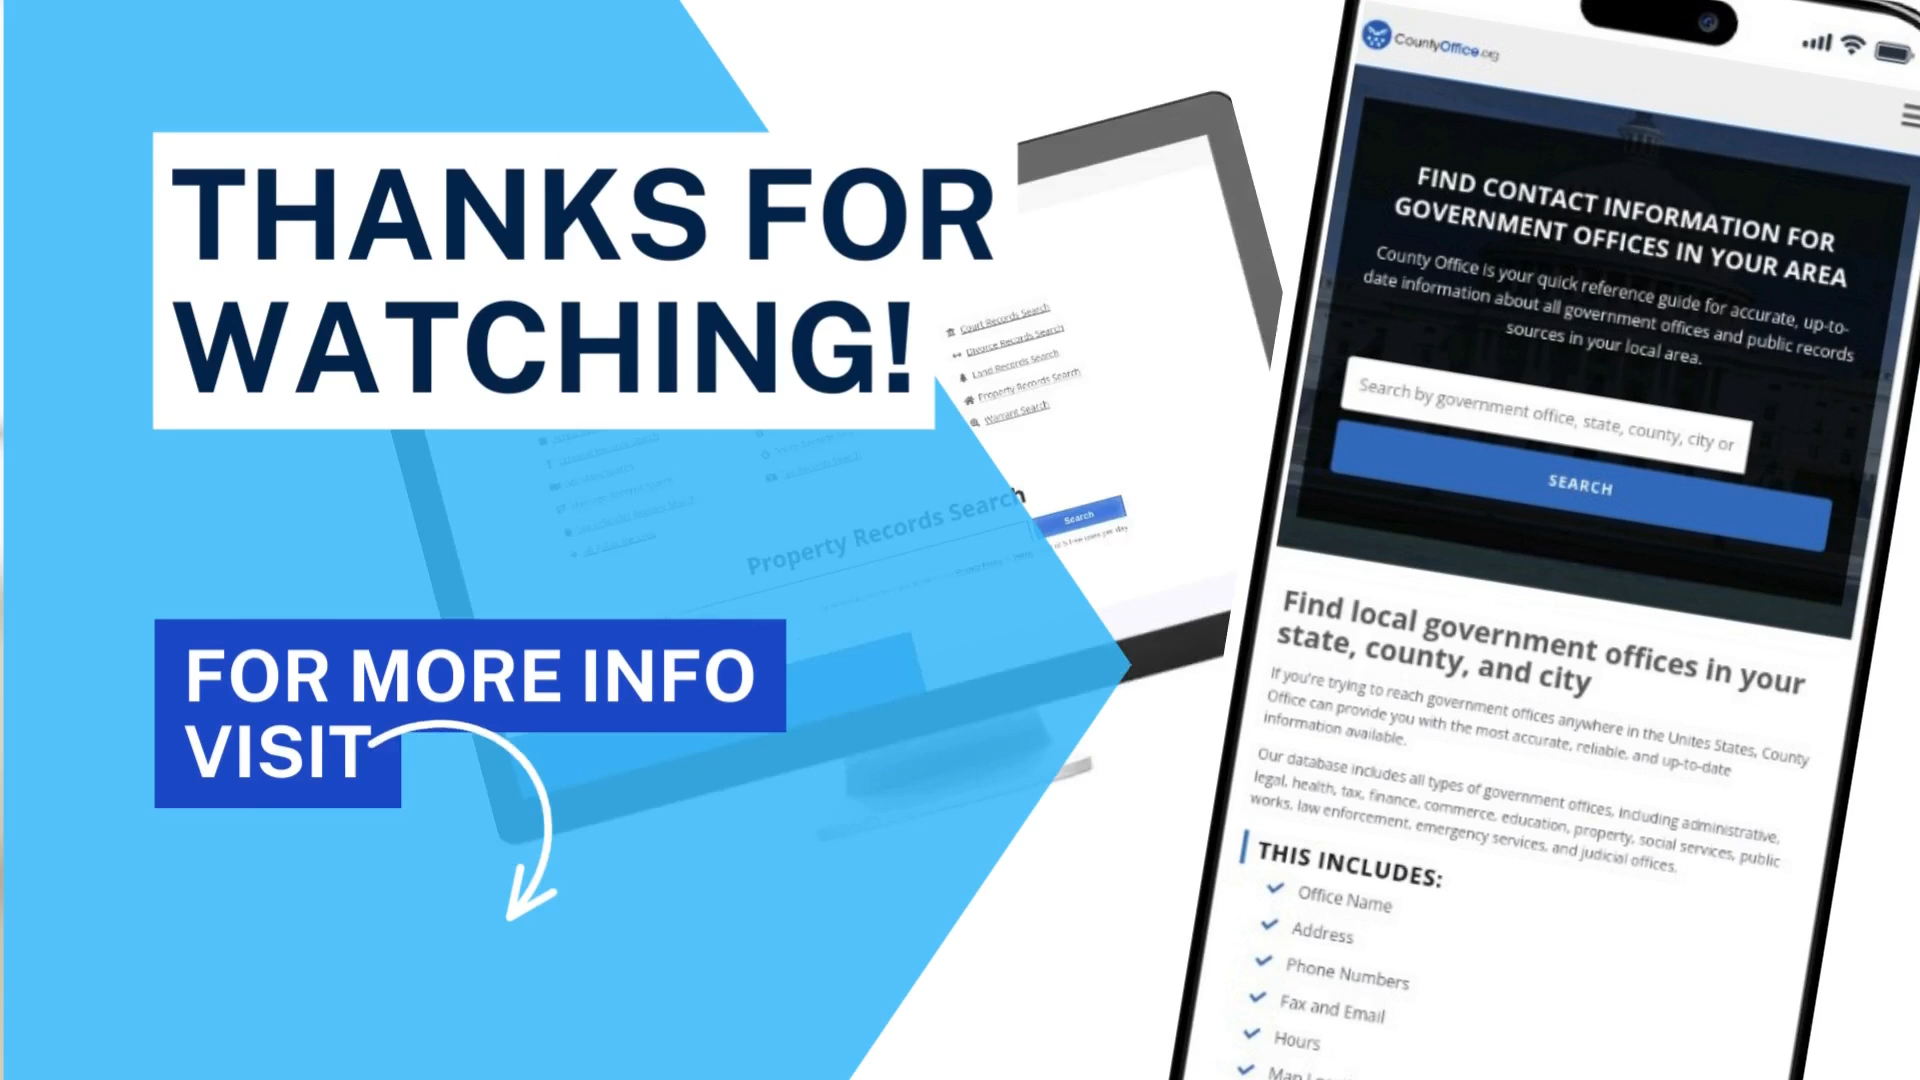 THANKS FOR
WATCHING!
FOR MORE INFO
VISIT
Court Records Search
Divorce Records Search
Land Records Search
Property Records Search
Warrant Search
Property Records Search
Search
of 5 free uses per day
CountyOffice.org
FIND CONTACT INFORMATION FOR
GOVERNMENT OFFICES IN YOUR AREA
County Office is your quick reference guide for accurate, up-to-
date information about all government offices and public records
sources in your local area.
Search by government office, state, county, city or
SEARCH
Find local government offices in your
state, county, and city
If you're trying to reach government offices anywhere in the Unites States, County
Office can provide you with the most accurate, reliable, and up-to-date
information available.
Our database includes all types of government offices, including administrative,
legal, health, tax, finance, commerce, education, property, social services, public
works, law enforcement, emergency services, and judicial offices.
THIS INCLUDES:
Office Name
Address
Phone Numbers
Fax and Email
Hours
Map